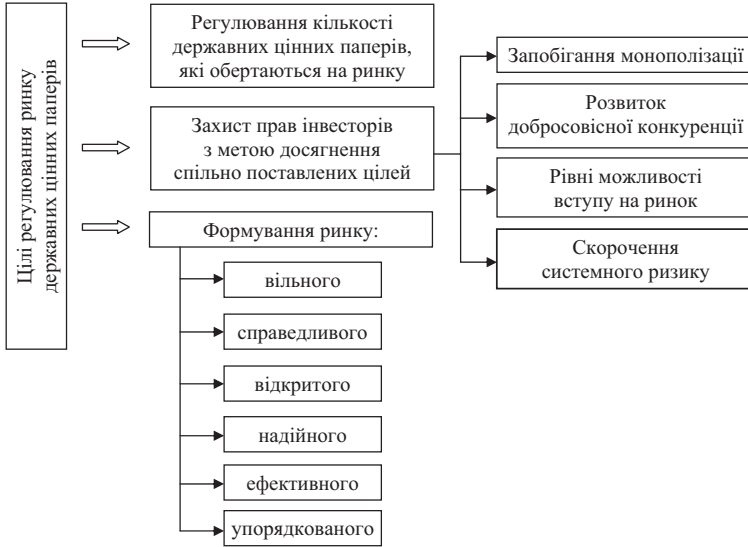 Цілі регулювання ринку
державних цінних паперів
Регулювання кількості
державних цінних паперів,
які обертаються на ринку
Захист прав інвесторів
з метою досягнення
спільно поставлених цілей
Запобігання монополізації
Розвиток
добросовісної конкуренції
Рівні можливості
вступу на ринок
Скорочення
системного ризику
Формування ринку:
вільного
справедливого
відкритого
надійного
ефективного
упорядкованого